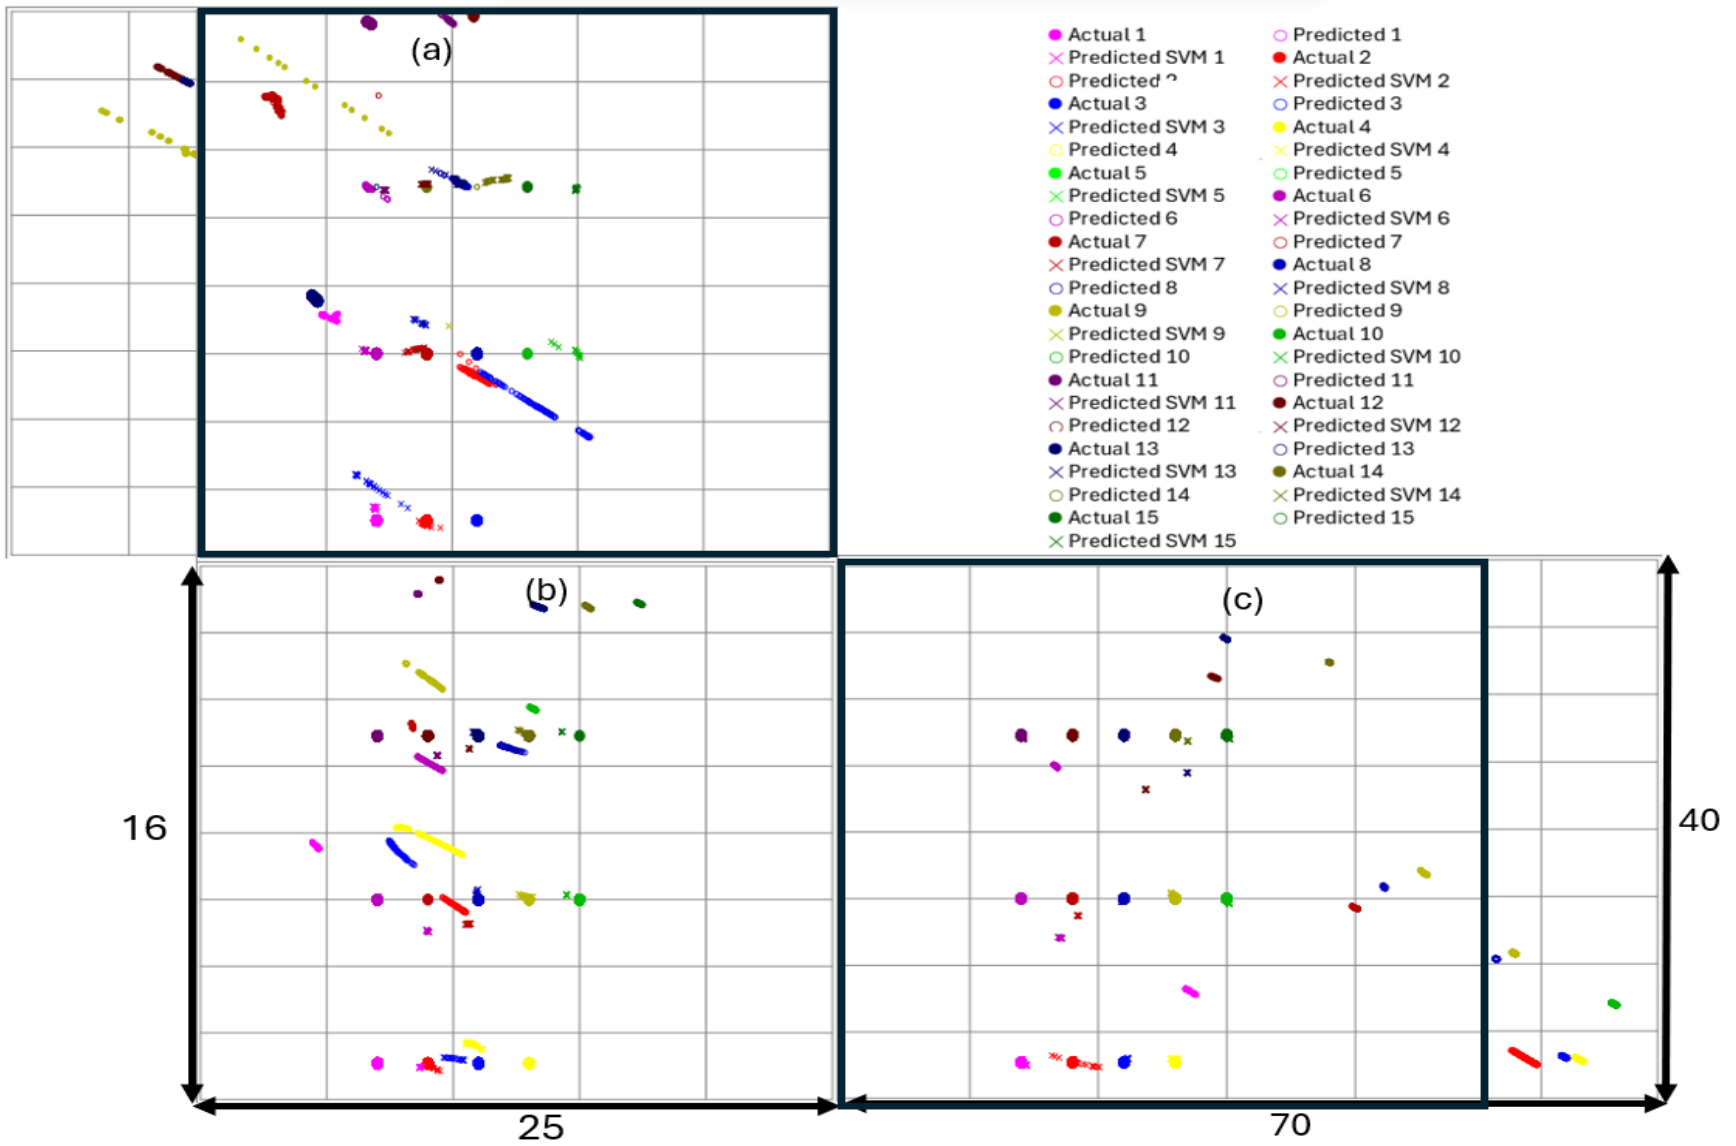 (a)
Actual 1 Predicted 1
Predicted SVM 1 Actual 2
Predicted 2 Predicted SVM 2
Actual 3 Predicted 3
Predicted SVM 3 Actual 4
Predicted 4 Predicted SVM 4
Actual 5 Predicted 5
Predicted SVM 5 Actual 6
Predicted 6 Predicted SVM 6
Actual 7 Predicted 7
Predicted SVM 7 Actual 8
Predicted 8 Predicted SVM 8
Actual 9 Predicted 9
Predicted SVM 9 Actual 10
Predicted 10 Predicted SVM 10
Actual 11 Predicted 11
Predicted SVM 11 Actual 12
Predicted 12 Predicted SVM 12
Actual 13 Predicted 13
Predicted SVM 13 Actual 14
Predicted 14 Predicted SVM 14
Actual 15 Predicted 15
Predicted SVM 15
(b)
(c)
16
40
25
70